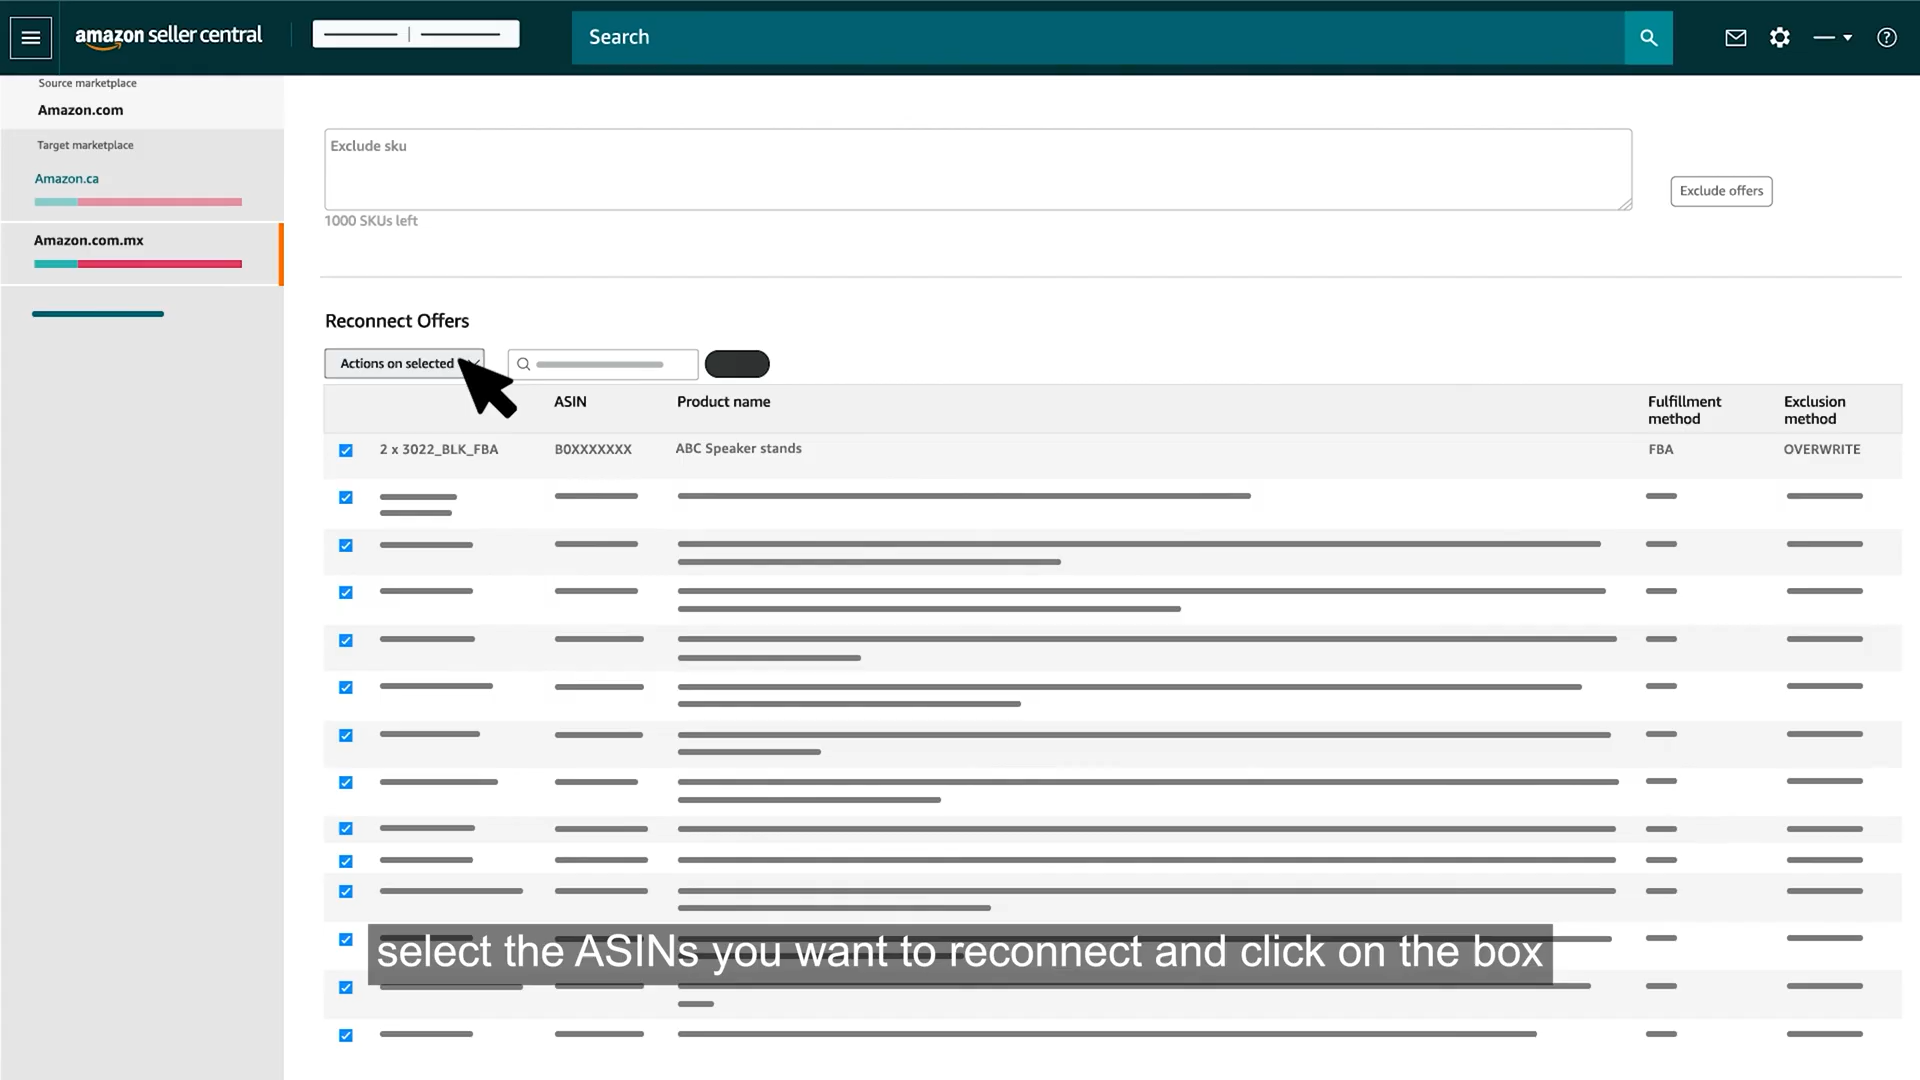 amazon seller central
Search
Source marketplace
Amazon.com
Target marketplace
Amazon.ca
Amazon.com.mx
Exclude sku
1000 SKUs left
Exclude offers
Reconnect Offers
Actions on selected
ASIN
Product name
Fulfillment
method
Exclusion
method
2 x 3022_BLK_FBA
B0XXXXXXX
ABC Speaker stands
FBA
OVERWRITE
select the ASINs you want to reconnect and click on the box